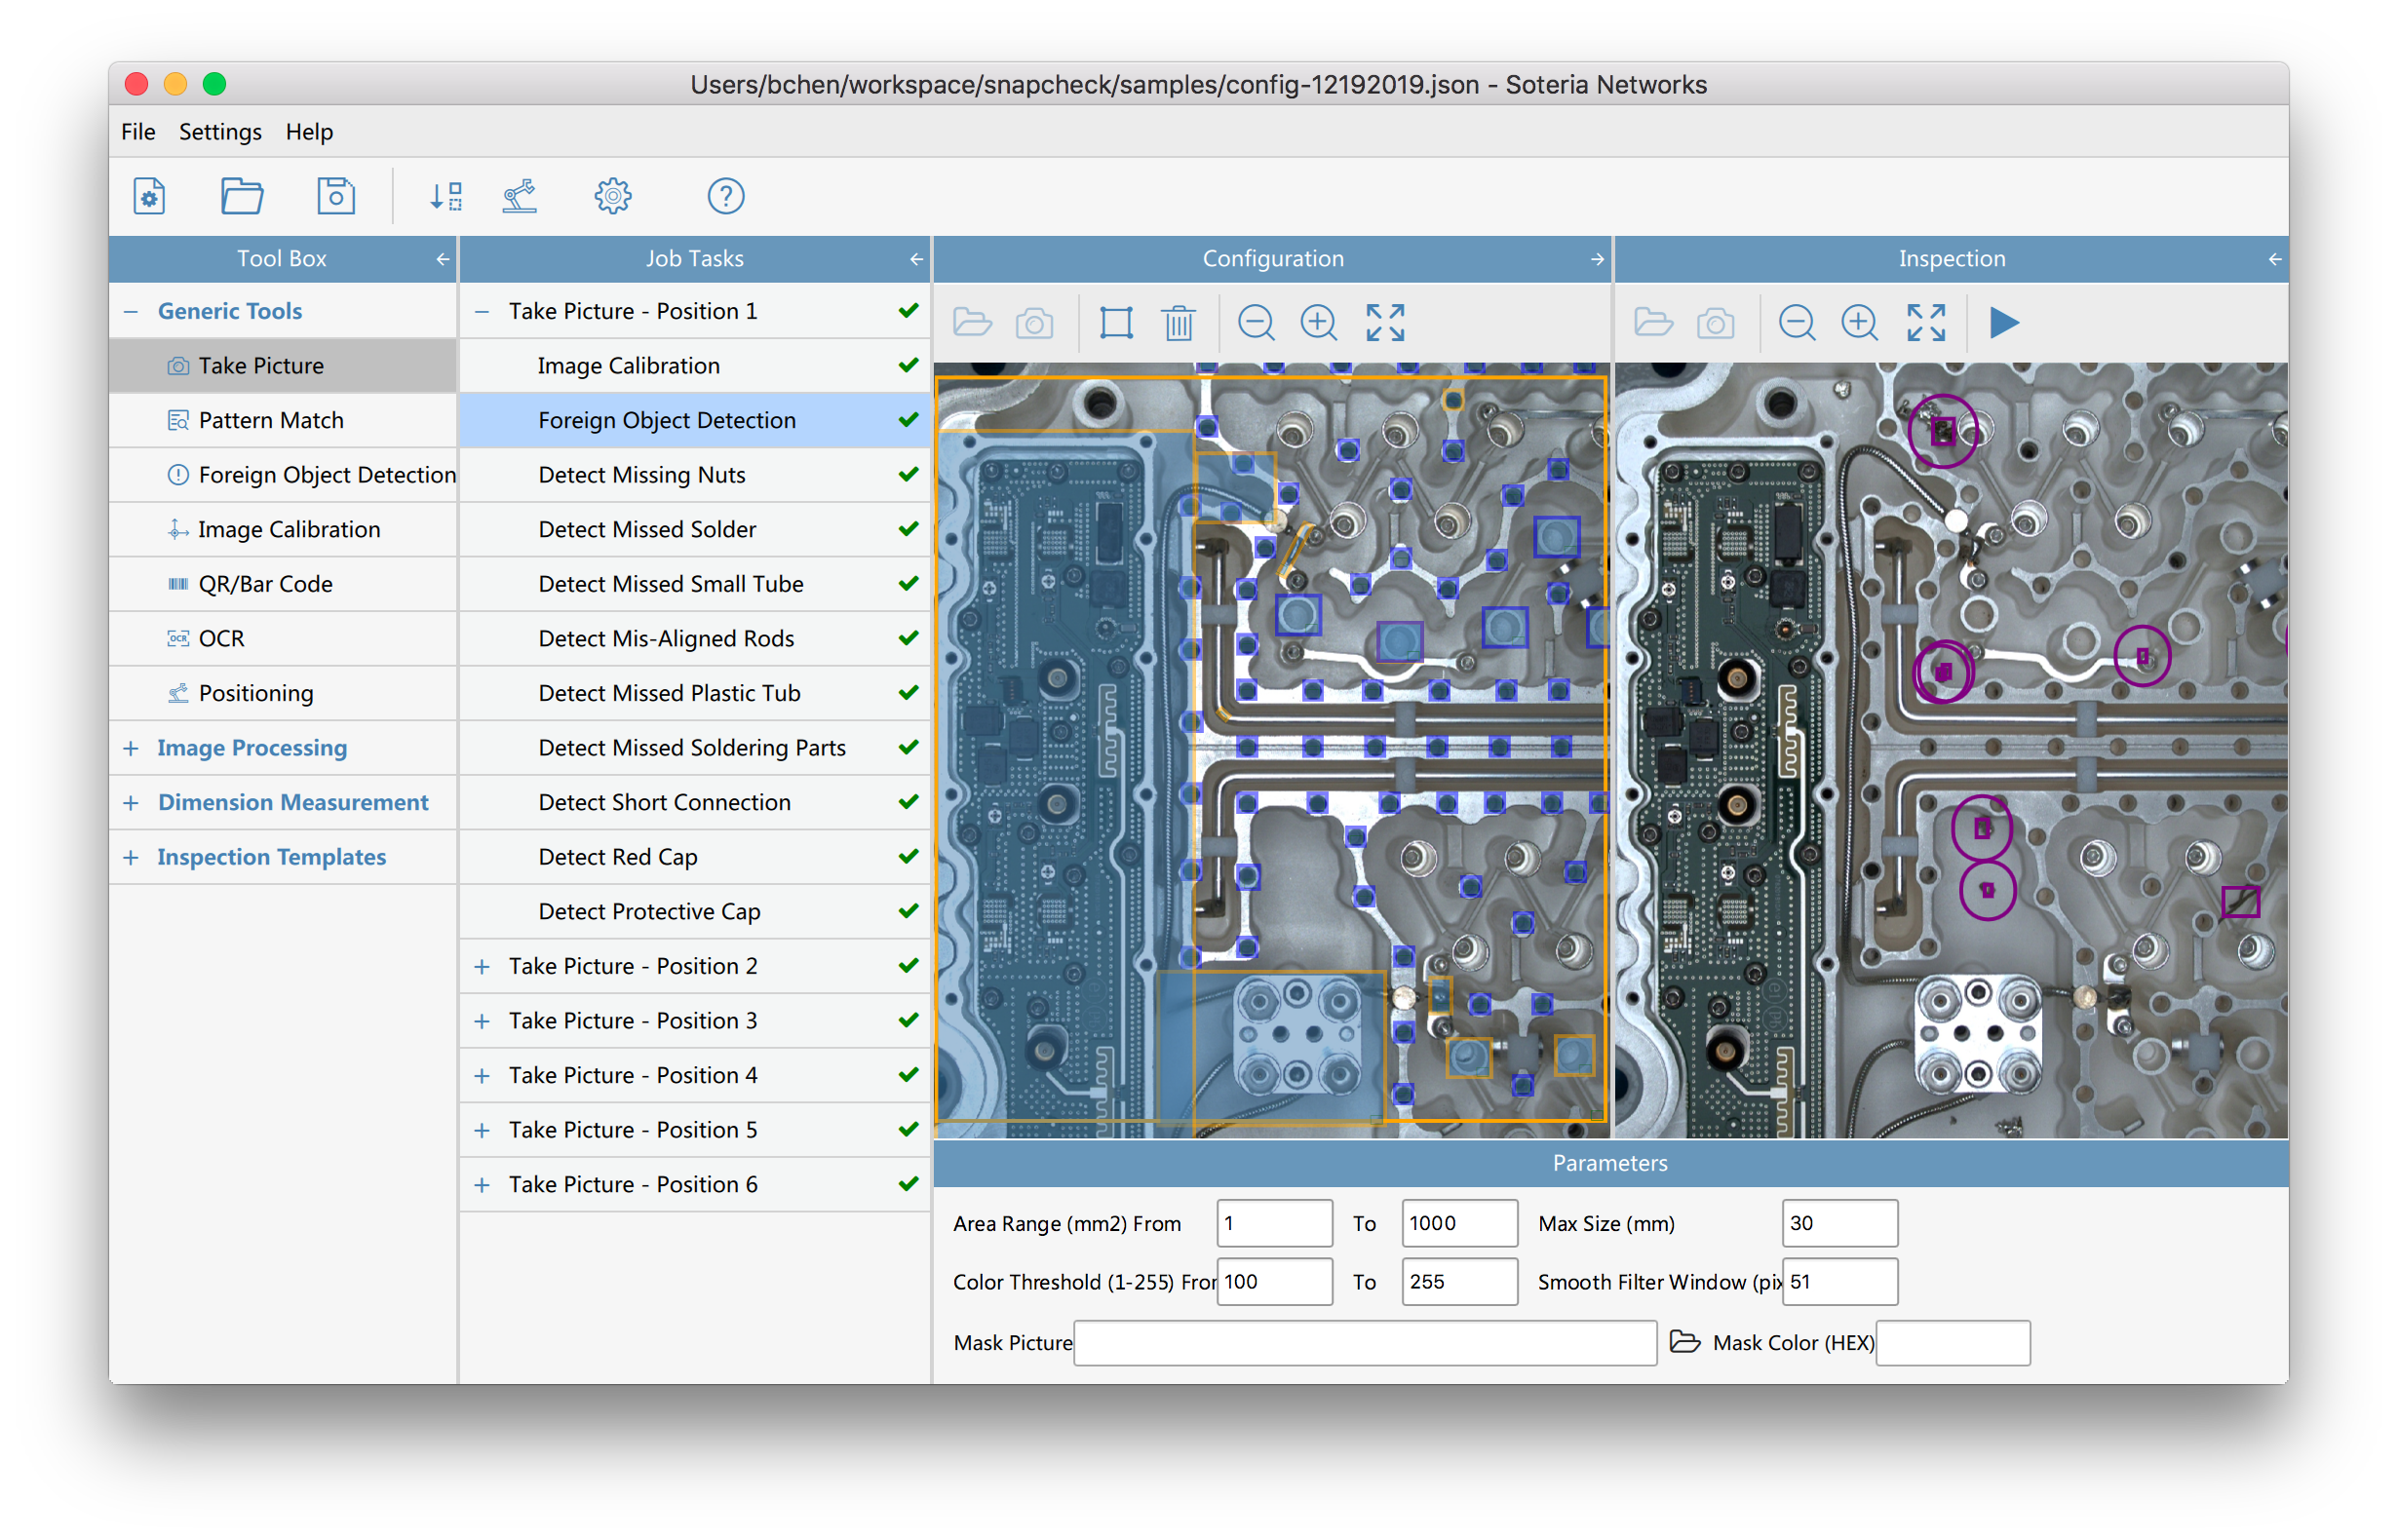 Users/bchen/workspace/snapcheck/samples/config-12192019.json - Soteria Networks
File Settings Help
Tool Box
Generic Tools
Take Picture
Pattern Match
Foreign Object Detection
Image Calibration
QR/Bar Code
OCR
OCR
Positioning
Image Processing
Dimension Measurement
Inspection Templates
Job Tasks
Take Picture - Position 1
Image Calibration
Foreign Object Detection
Detect Missing Nuts
Detect Missed Solder
Detect Missed Small Tube
Detect Mis-Aligned Rods
Detect Missed Plastic Tub
Detect Missed Soldering Parts
Detect Short Connection
Detect Red Cap
Detect Protective Cap
Take Picture - Position 2
Take Picture - Position 3
Take Picture - Position 4
Take Picture - Position 5
Take Picture - Position 6
Configuration
Inspection
Parameters
Area Range (mm2) From 1 To 1000 Max Size (mm) 30
Color Threshold (1-255) Fror 100 To 255 Smooth Filter Window (pix 51
Mask Picture Mask Color (HEX)